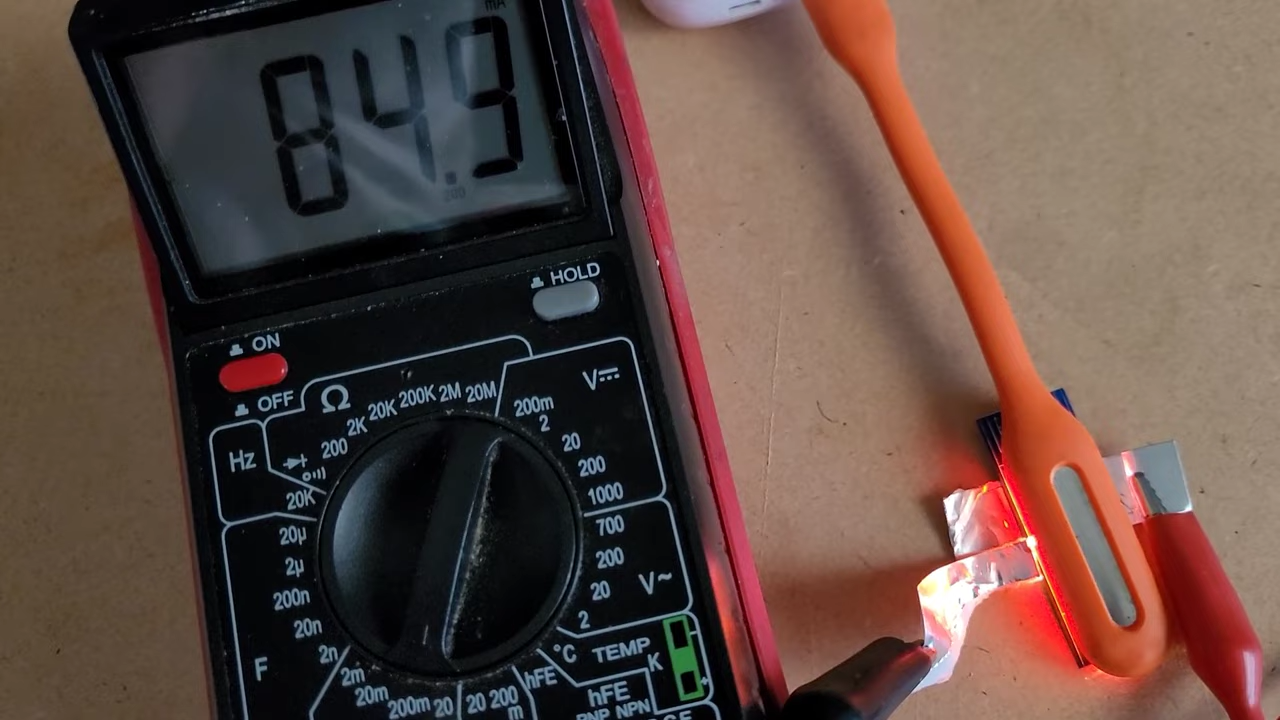 mA
84.9
200
HOLD
ON
OFF
Ω
200
2K
20K
200K
2M
20M
V⎓
200m
2
20
200
1000
Hz
20K
700
200
20
2
V~
20μ
2μ
200n
20n
2n
F
°C
TEMP
K
+
hFE
hFE
PNP NPN
2m
20m
200m
20
20
200
m